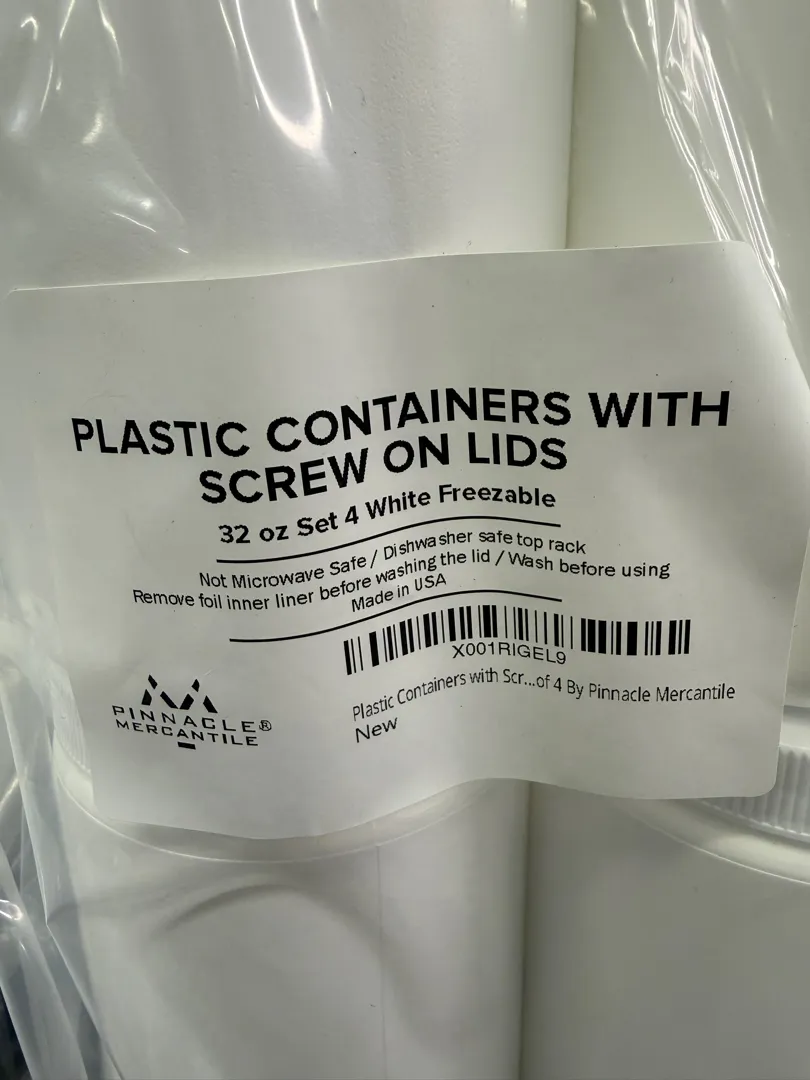 PLASTIC CONTAINERS WITH
SCREW ON LIDS
32 oz Set 4 White Freezable
Not Microwave Safe / Dishwasher safe top rack
Remove foil inner liner before washing the lid / Wash before using
Made in USA
X001RIGEL9
Plastic Containers with Scr...of 4 By Pinnacle Mercantile
New
PINNACLE®
MERCANTILE